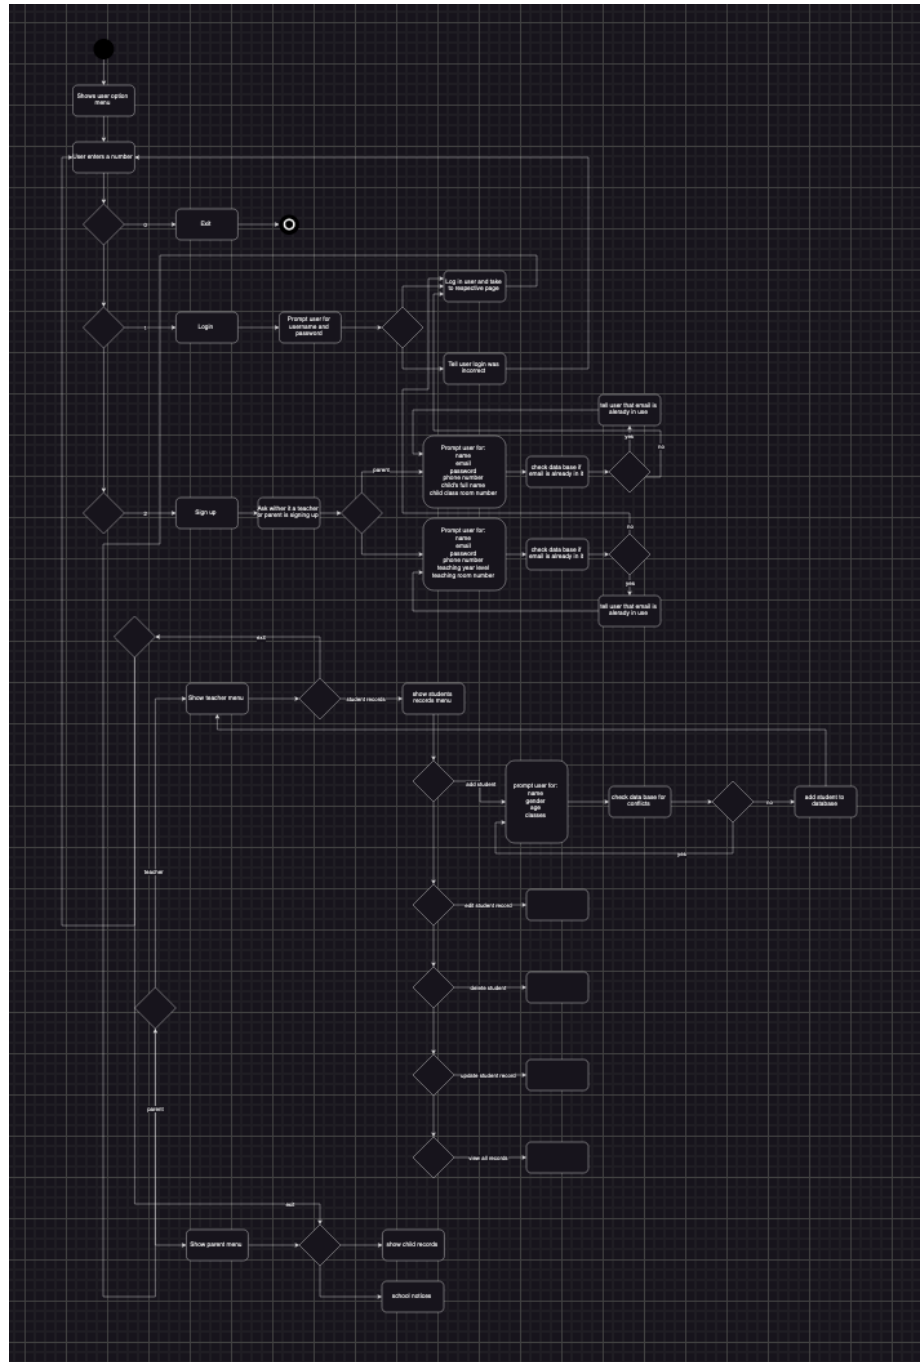 Shows user option
menu
User enters a number
0
Exit
Log in user and take
to respective page
1
Login
Prompt user for
username and
password
Tell user login was
incorrect
tell user that email is
already in use
yes
no
parent
Prompt user for:
name
email
password
phone number
child's full name
child class room number
check data base if
email is already in it
2
Sign up
Ask wither it a teacher
or parent is signing up
no
Prompt user for:
name
email
password
phone number
teaching year level
teaching room number
check data base if
email is already in it
yes
tell user that email is
already in use
exit
Show teacher menu
student records
show students
records menu
add student
prompt user for:
name
gender
age
classes
check data base for
conflicts
no
add student to
database
yes
teacher
edit student record
delete student
update student record
parent
view all records
exit
Show parent menu
show child records
school notices